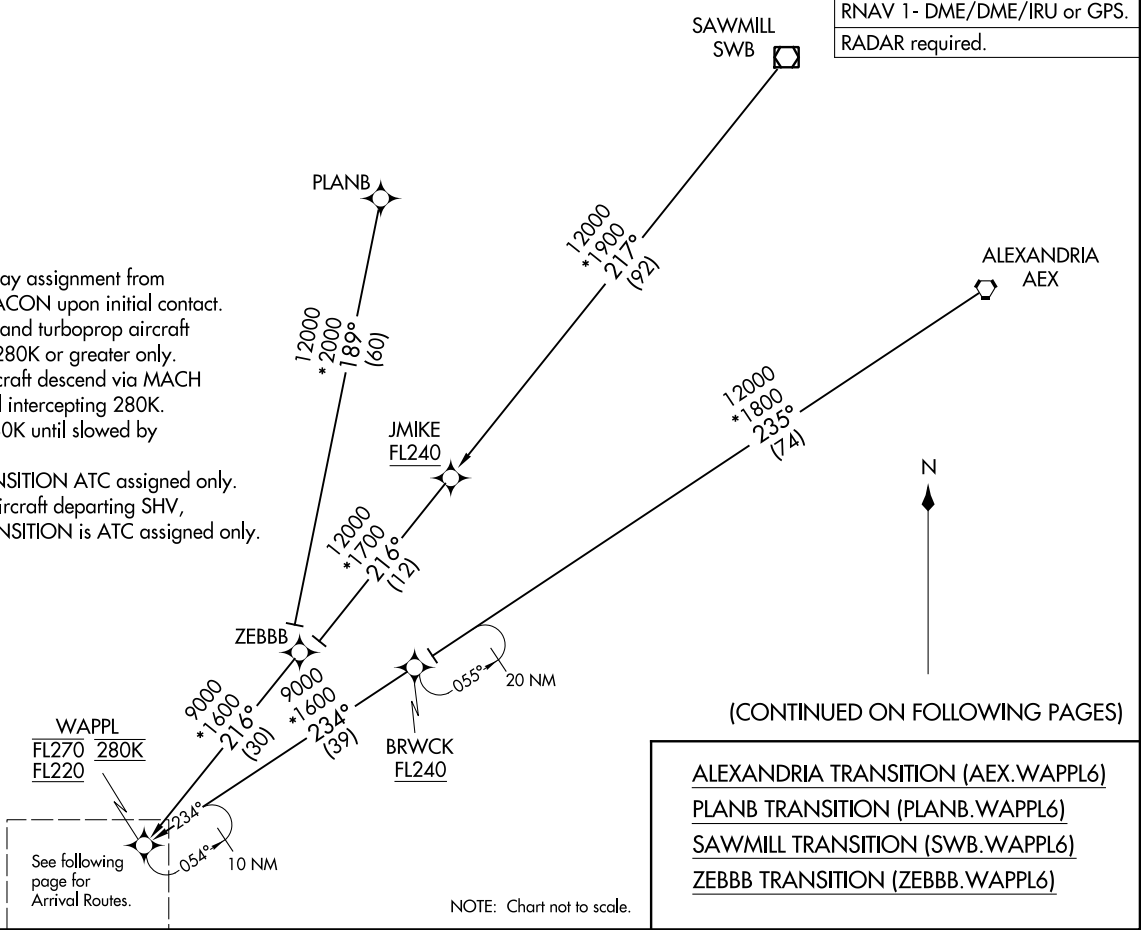 RNAV 1- DME/DME/IRU or GPS.
RADAR required.
SAWMILL
SWB
PLANB
ALEXANDRIA
AEX
12000
*1900
217°
(92)
ay assignment from
ACON upon initial contact.
and turboprop aircraft
280K or greater only.
craft descend via MACH
l intercepting 280K.
0K until slowed by
NSITION ATC assigned only.
ircraft departing SHV,
NSITION is ATC assigned only.
12000
*2000
189°
(60)
12000
*1800
235°
(74)
JMIKE
FL240
N
12000
*1700
216°
(12)
ZEBBB
055°
20 NM
9000
*1600
216°
(30)
9000
*1600
234°
(39)
BRWCK
FL240
WAPPL
FL270 280K
FL220
234°
054°
10 NM
See following
page for
Arrival Routes.
NOTE: Chart not to scale.
(CONTINUED ON FOLLOWING PAGES)
ALEXANDRIA TRANSITION (AEX.WAPPL6)
PLANB TRANSITION (PLANB.WAPPL6)
SAWMILL TRANSITION (SWB.WAPPL6)
ZEBBB TRANSITION (ZEBBB.WAPPL6)